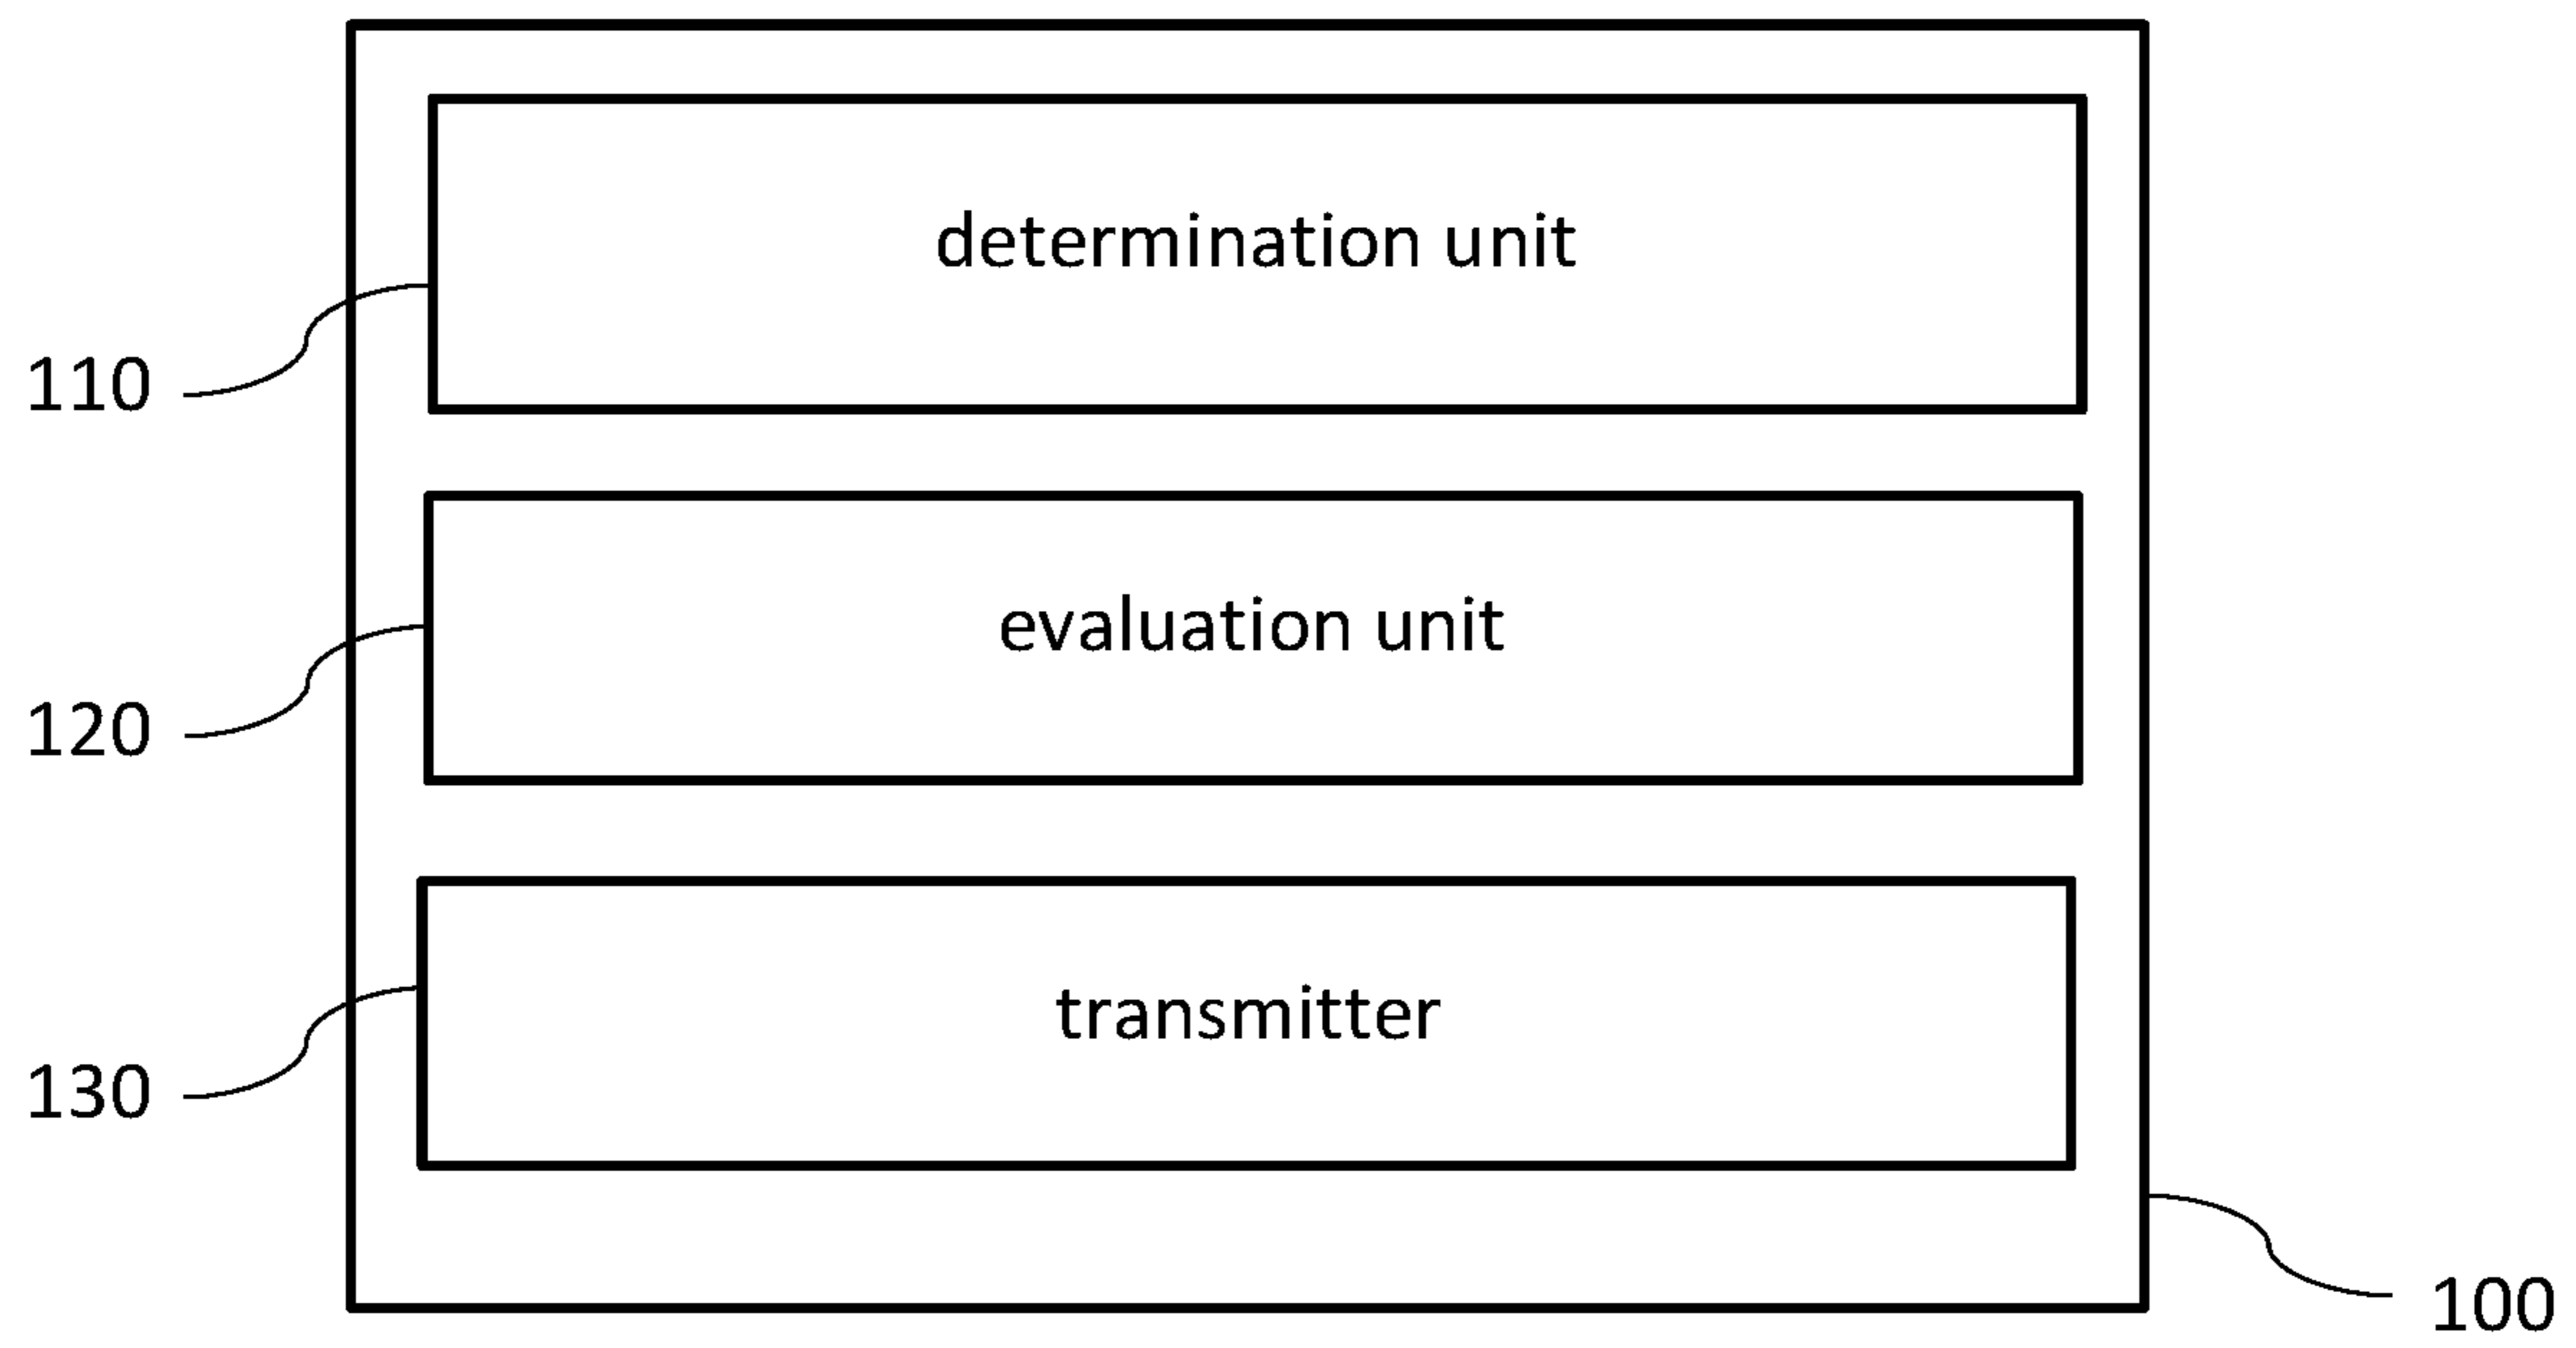 determination unit
110
evaluation unit
120
transmitter
130
100